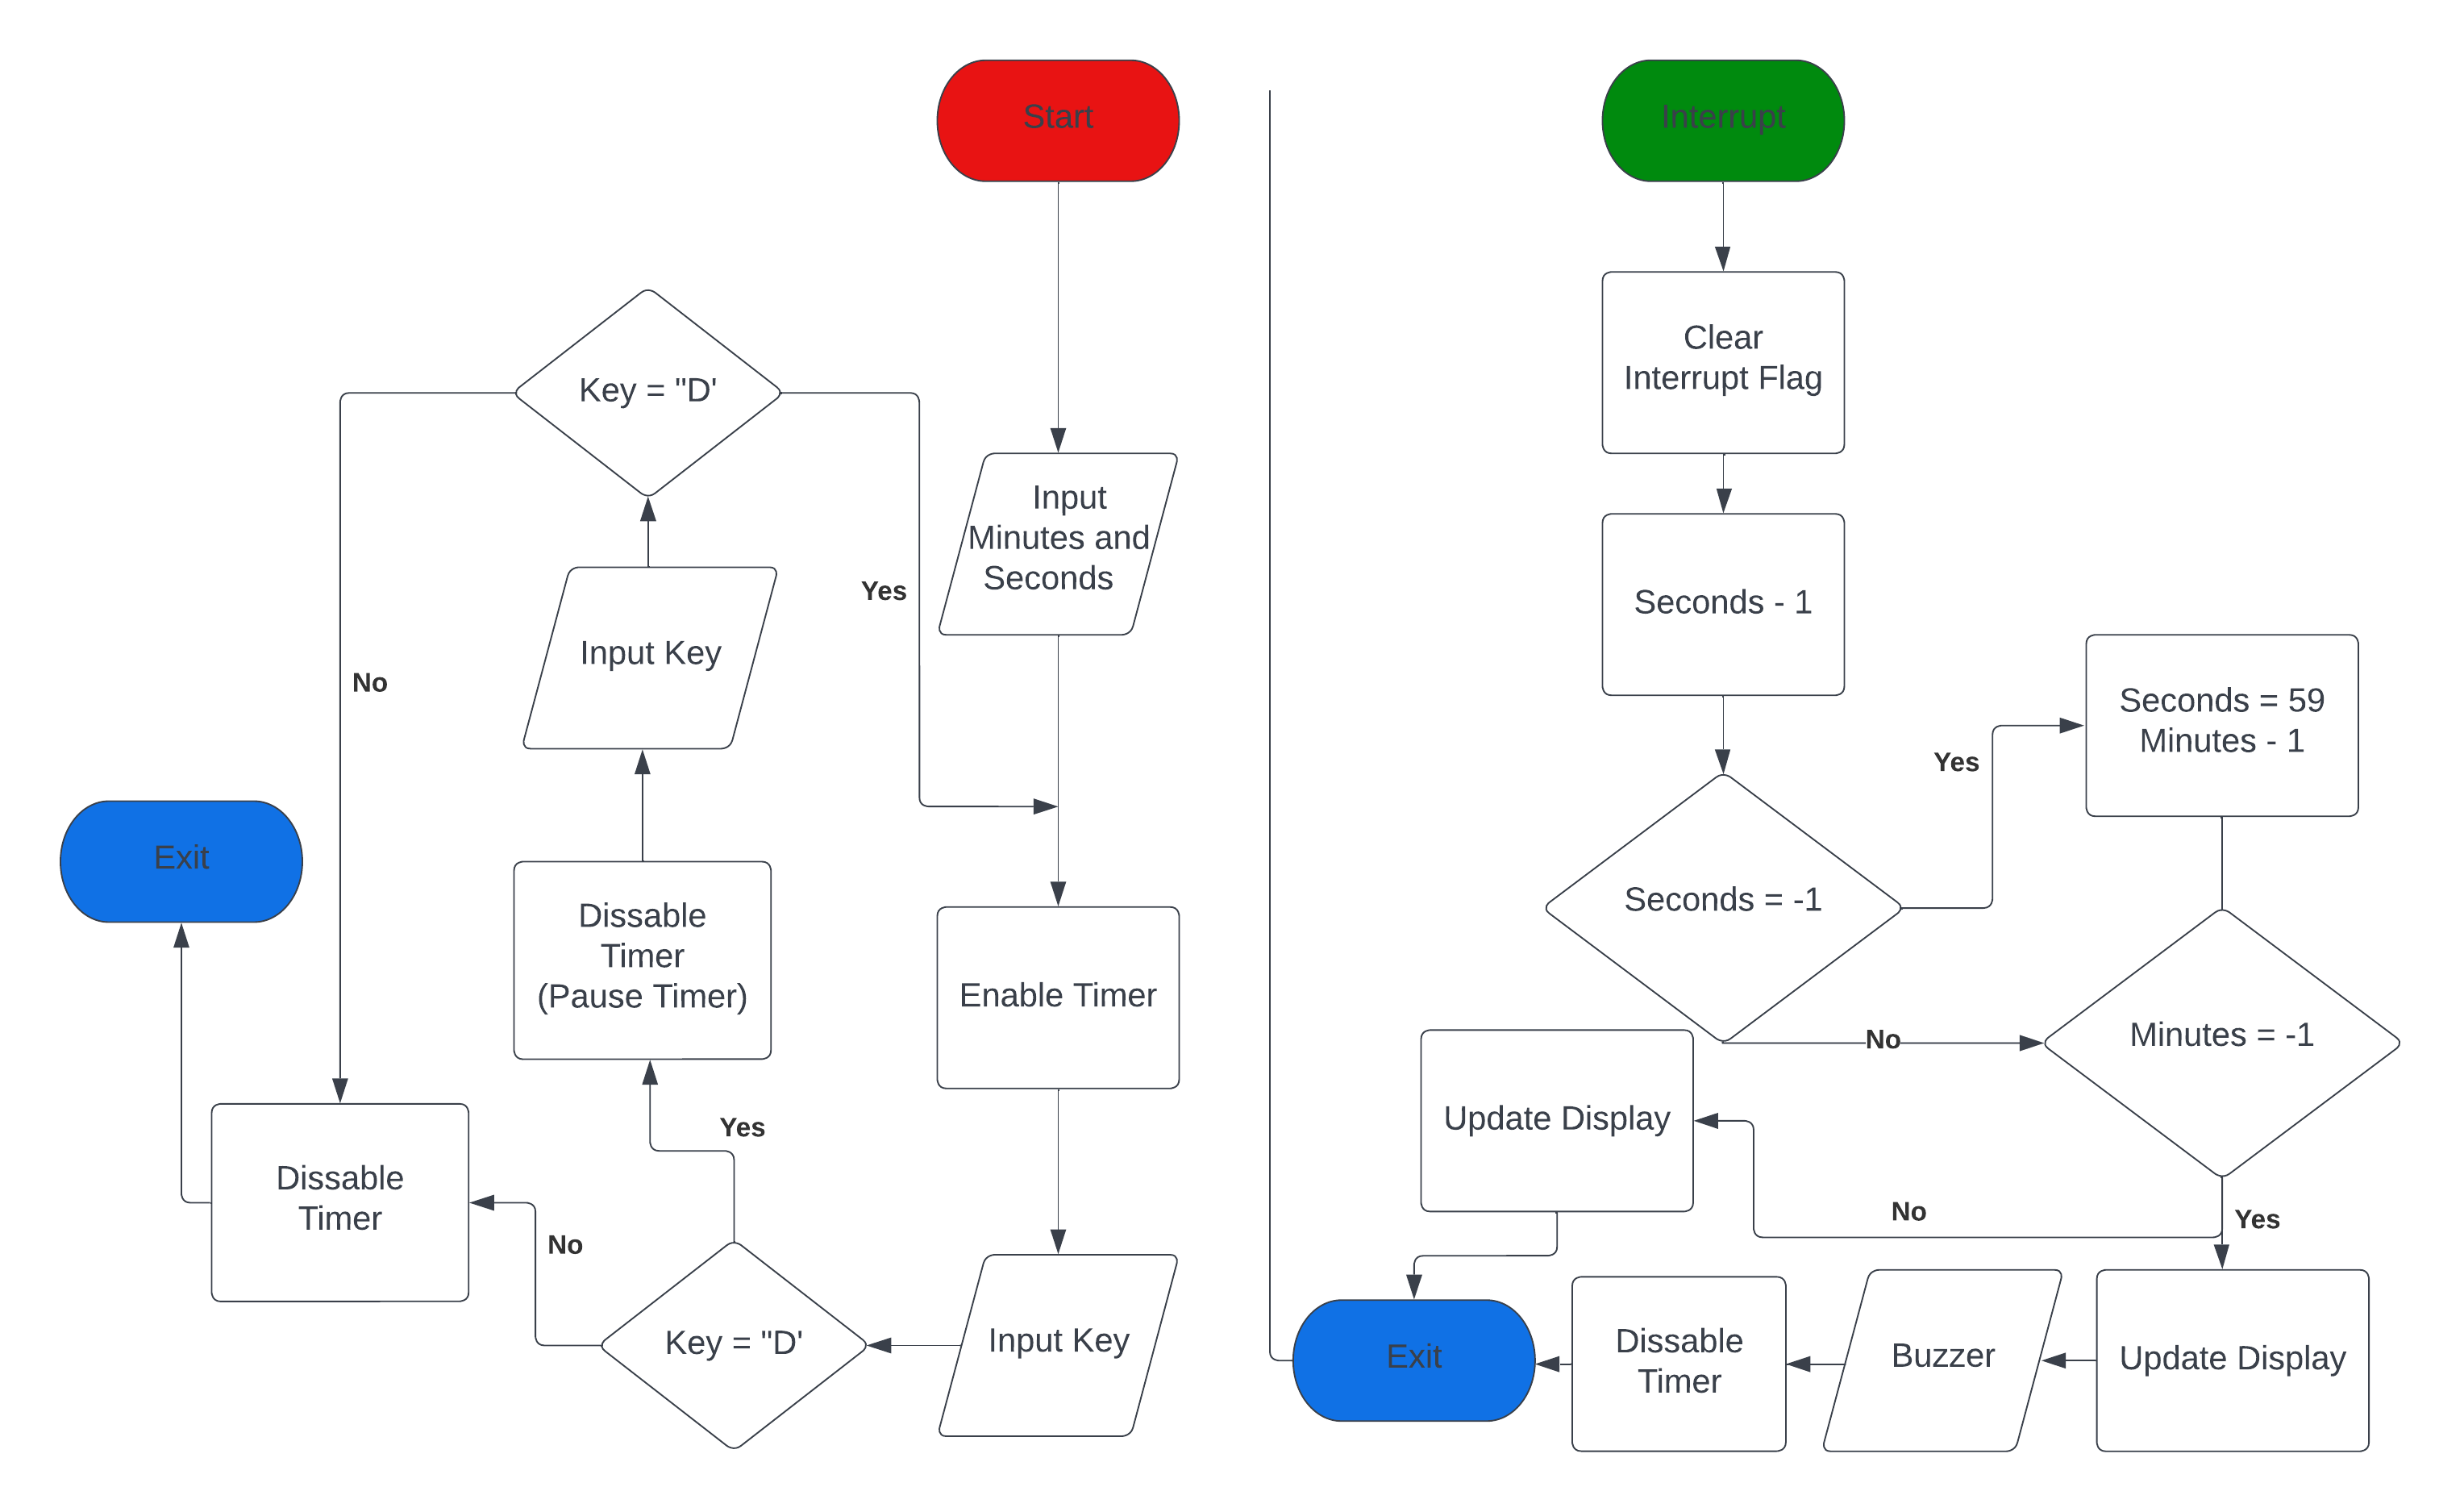 Start
Key = "D'
Yes
No
Input
Minutes and
Seconds
Input Key
Exit
Dissable
Timer
(Pause Timer)
Enable Timer
Yes
Dissable
Timer
No
Key = "D'
Input Key
Interrupt
Clear
Interrupt Flag
Seconds - 1
Seconds = -1
Yes
Seconds = 59
Minutes - 1
No
Minutes = -1
Update Display
No
Yes
Exit
Dissable
Timer
Buzzer
Update Display